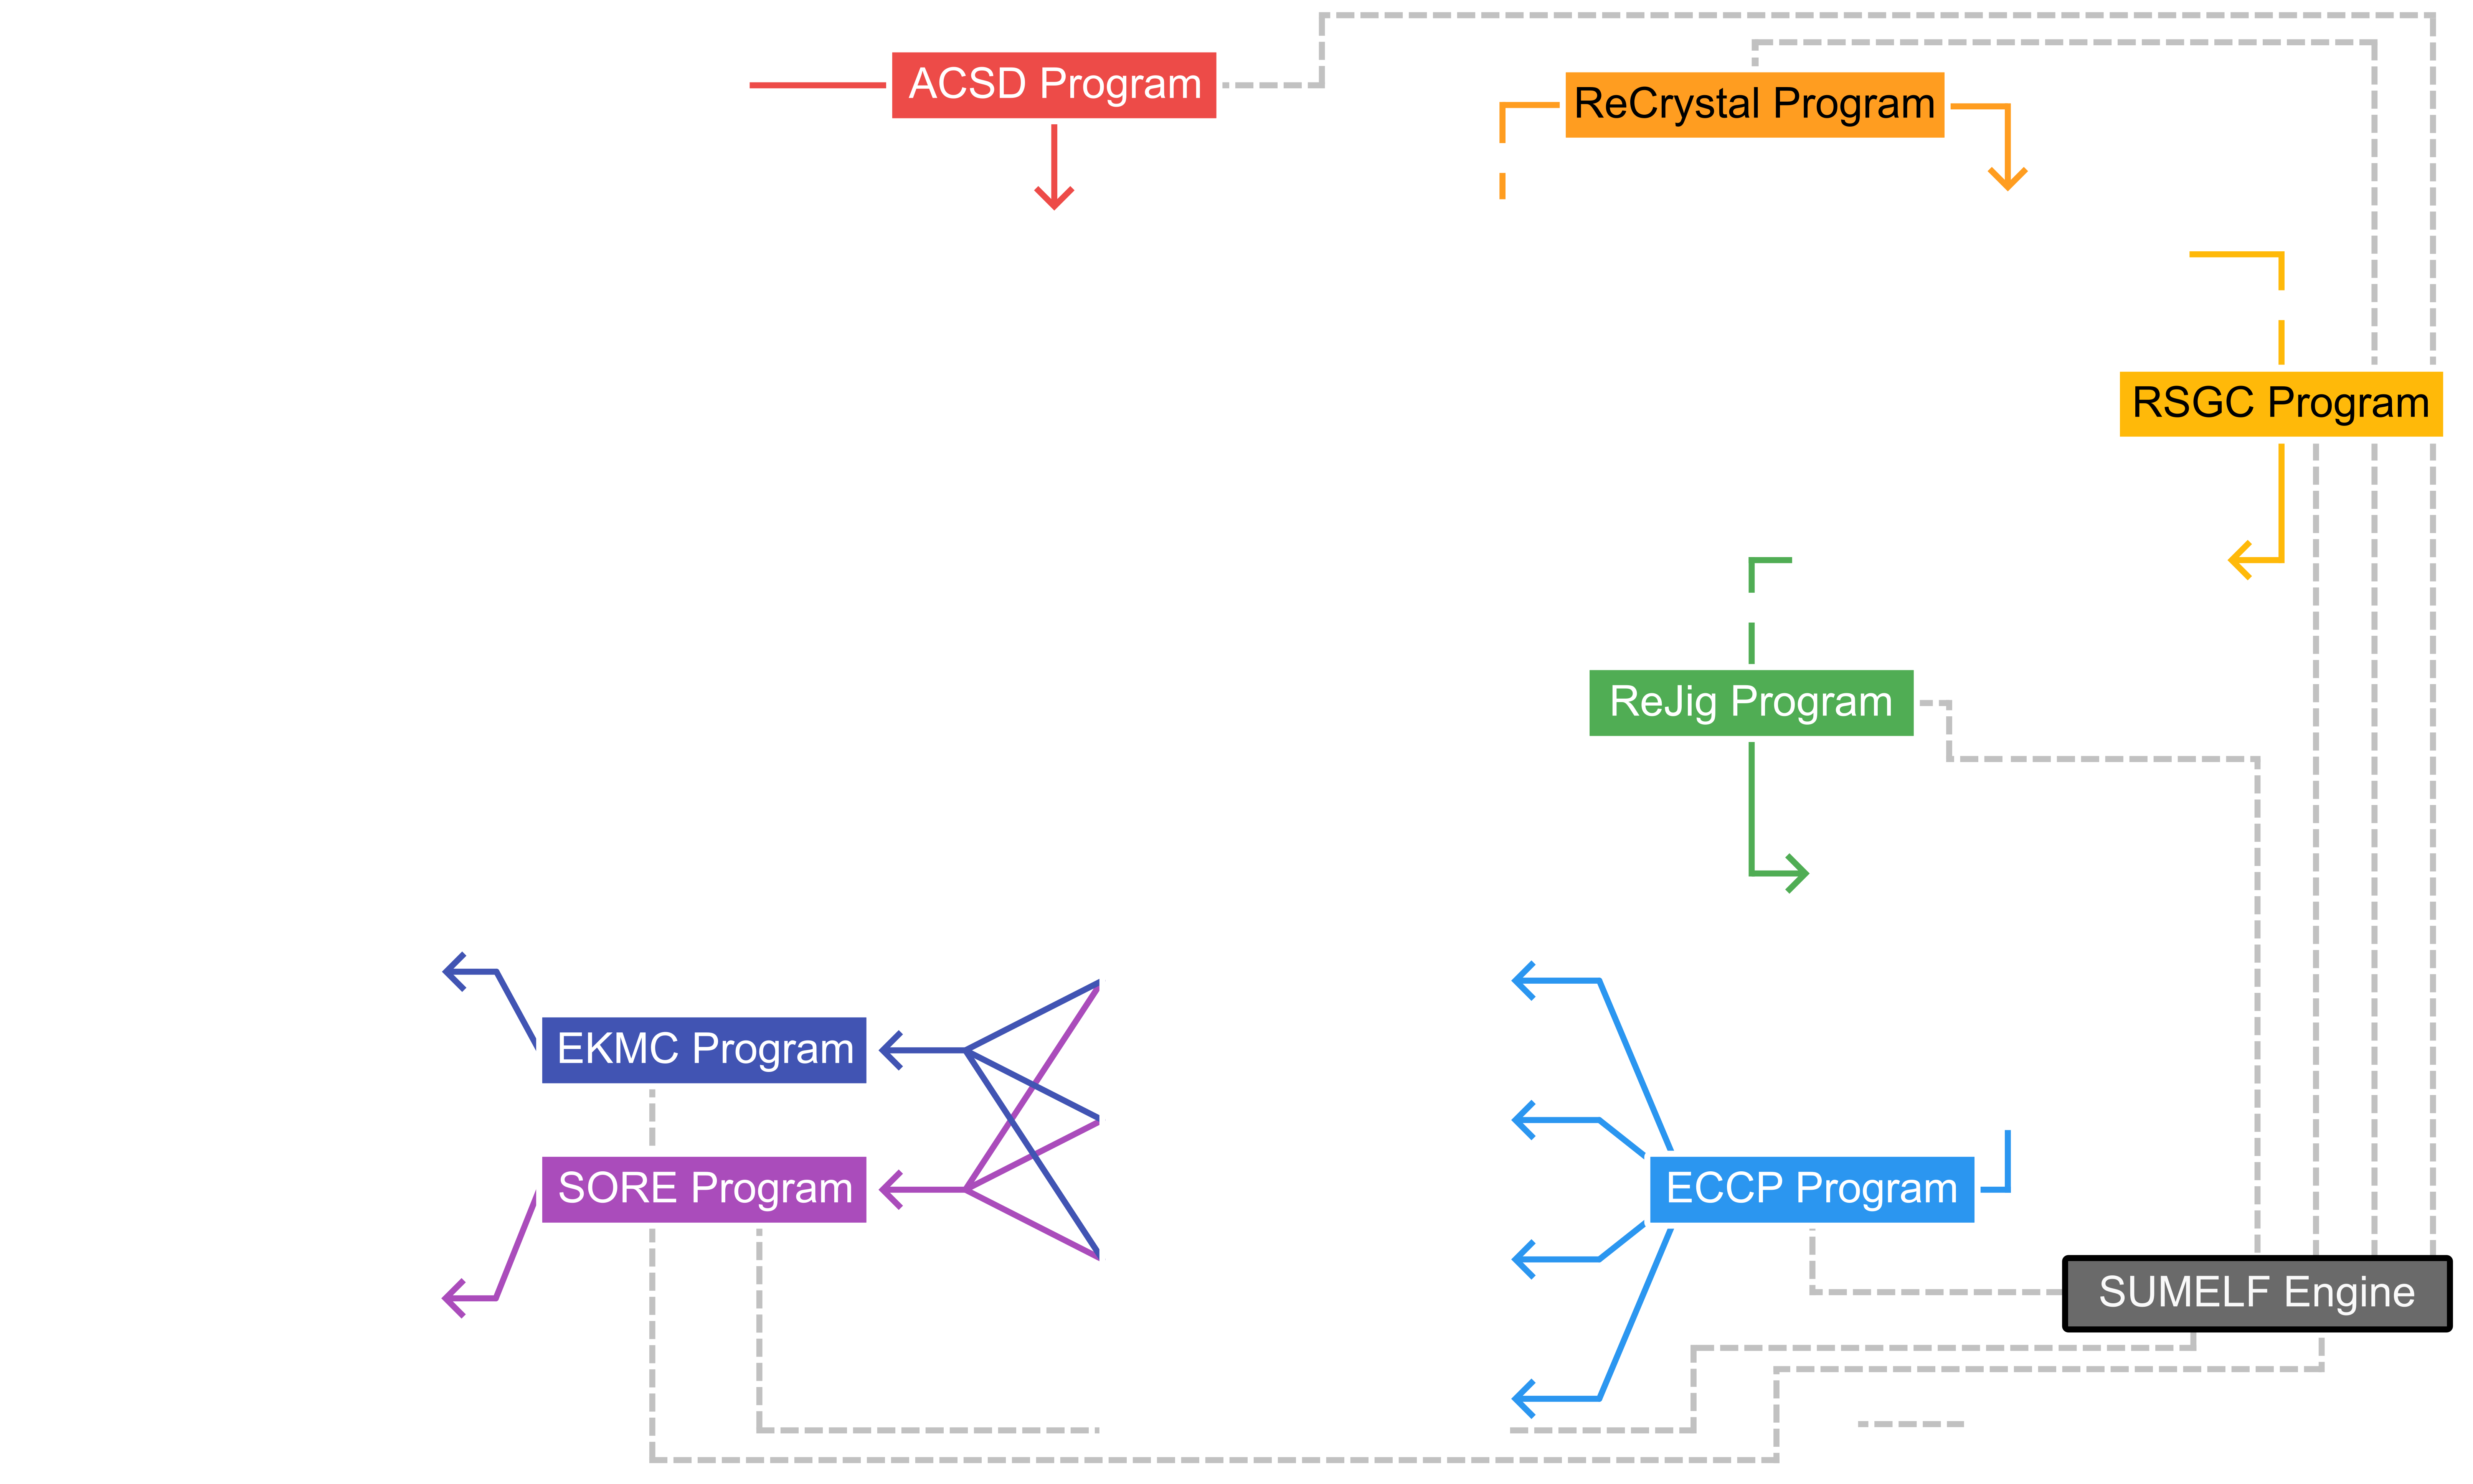 ACSD Program
ReCrystal Program
RSGC Program
ReJig Program
EKMC Program
SORE Program
ECCP Program
SUMELF Engine